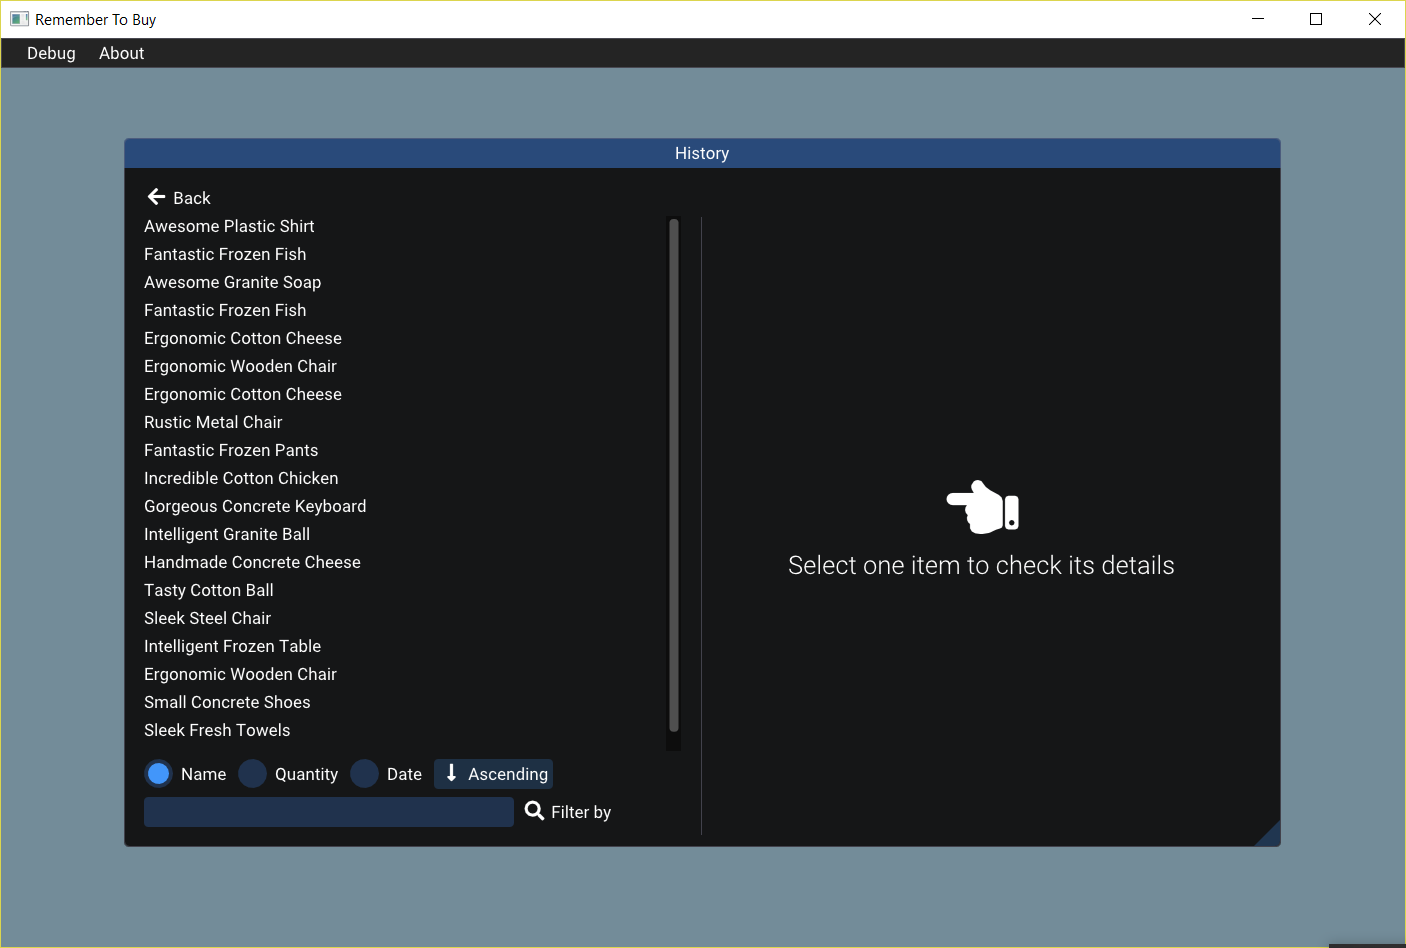 Remember To Buy
Debug About
History
Back
Awesome Plastic Shirt
Fantastic Frozen Fish
Awesome Granite Soap
Fantastic Frozen Fish
Ergonomic Cotton Cheese
Ergonomic Wooden Chair
Ergonomic Cotton Cheese
Rustic Metal Chair
Fantastic Frozen Pants
Incredible Cotton Chicken
Gorgeous Concrete Keyboard
Intelligent Granite Ball
Handmade Concrete Cheese
Tasty Cotton Ball
Sleek Steel Chair
Intelligent Frozen Table
Ergonomic Wooden Chair
Small Concrete Shoes
Sleek Fresh Towels
Name Quantity Date Ascending
Filter by
Select one item to check its details